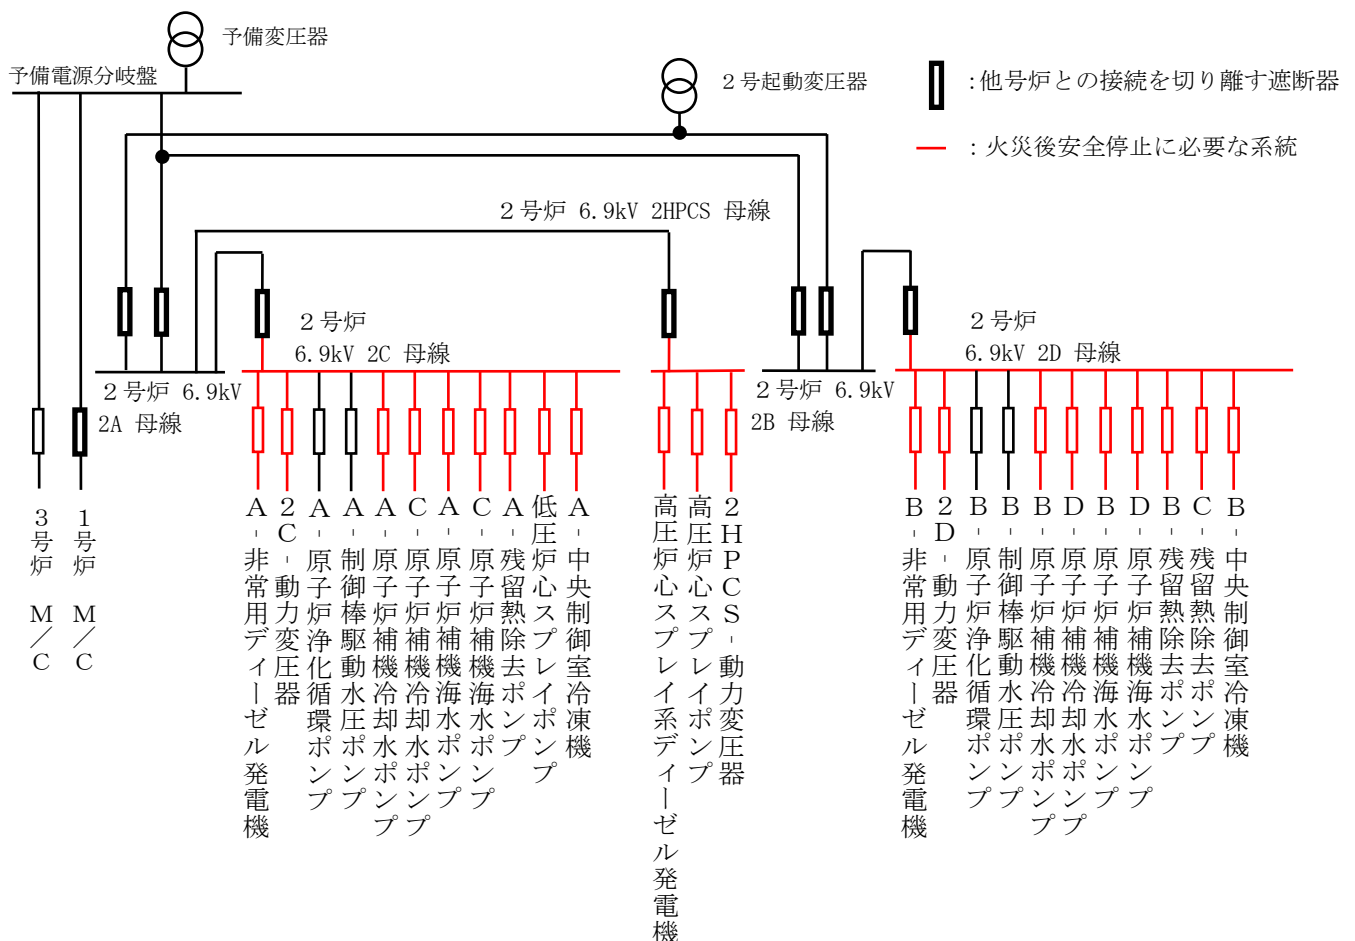 予備変圧器
予備電源分岐盤
２号起動変圧器
：他号炉との接続を切り離す遮断器
：火災後安全停止に必要な系統
２号炉 6.9kV 2HPCS 母線
２号炉
6.9kV 2C 母線
２号炉
6.9kV 2D 母線
２号炉 6.9kV
2A 母線
２号炉 6.9kV
2B 母線
３号炉 Ｍ／Ｃ
１号炉 Ｍ／Ｃ
Ａ-非常用ディーゼル発電機
２Ｃ-動力変圧器
Ａ-原子炉浄化循環ポンプ
Ａ-制御棒駆動水圧ポンプ
Ａ-原子炉補機冷却水ポンプ
Ｃ-原子炉補機冷却水ポンプ
Ａ-原子炉補機海水ポンプ
Ｃ-原子炉補機海水ポンプ
Ａ-残留熱除去ポンプ
低圧炉心スプレイポンプ
Ａ-中央制御室冷凍機
高圧炉心スプレイ系ディーゼル発電機
高圧炉心スプレイポンプ
２ＨＰＣＳ-動力変圧器
Ｂ-非常用ディーゼル発電機
２Ｄ-動力変圧器
Ｂ-原子炉浄化循環ポンプ
Ｂ-制御棒駆動水圧ポンプ
Ｂ-原子炉補機冷却水ポンプ
Ｄ-原子炉補機冷却水ポンプ
Ｂ-原子炉補機海水ポンプ
Ｄ-原子炉補機海水ポンプ
Ｂ-残留熱除去ポンプ
Ｃ-残留熱除去ポンプ
Ｂ-中央制御室冷凍機